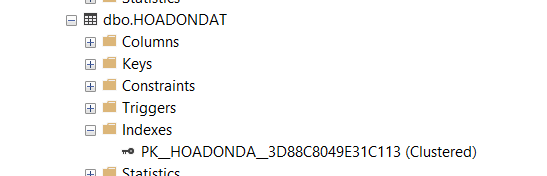 Statistics
dbo.HOADONDAT
Columns
Keys
Constraints
Triggers
Indexes
PK__HOADONDA__3D88C8049E31C113 (Clustered)
Statistics